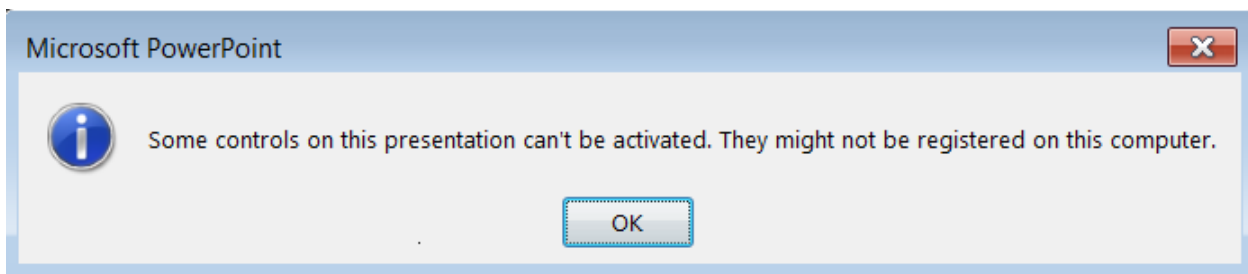 Microsoft PowerPoint
Some controls on this presentation can't be activated. They might not be registered on this computer.
OK